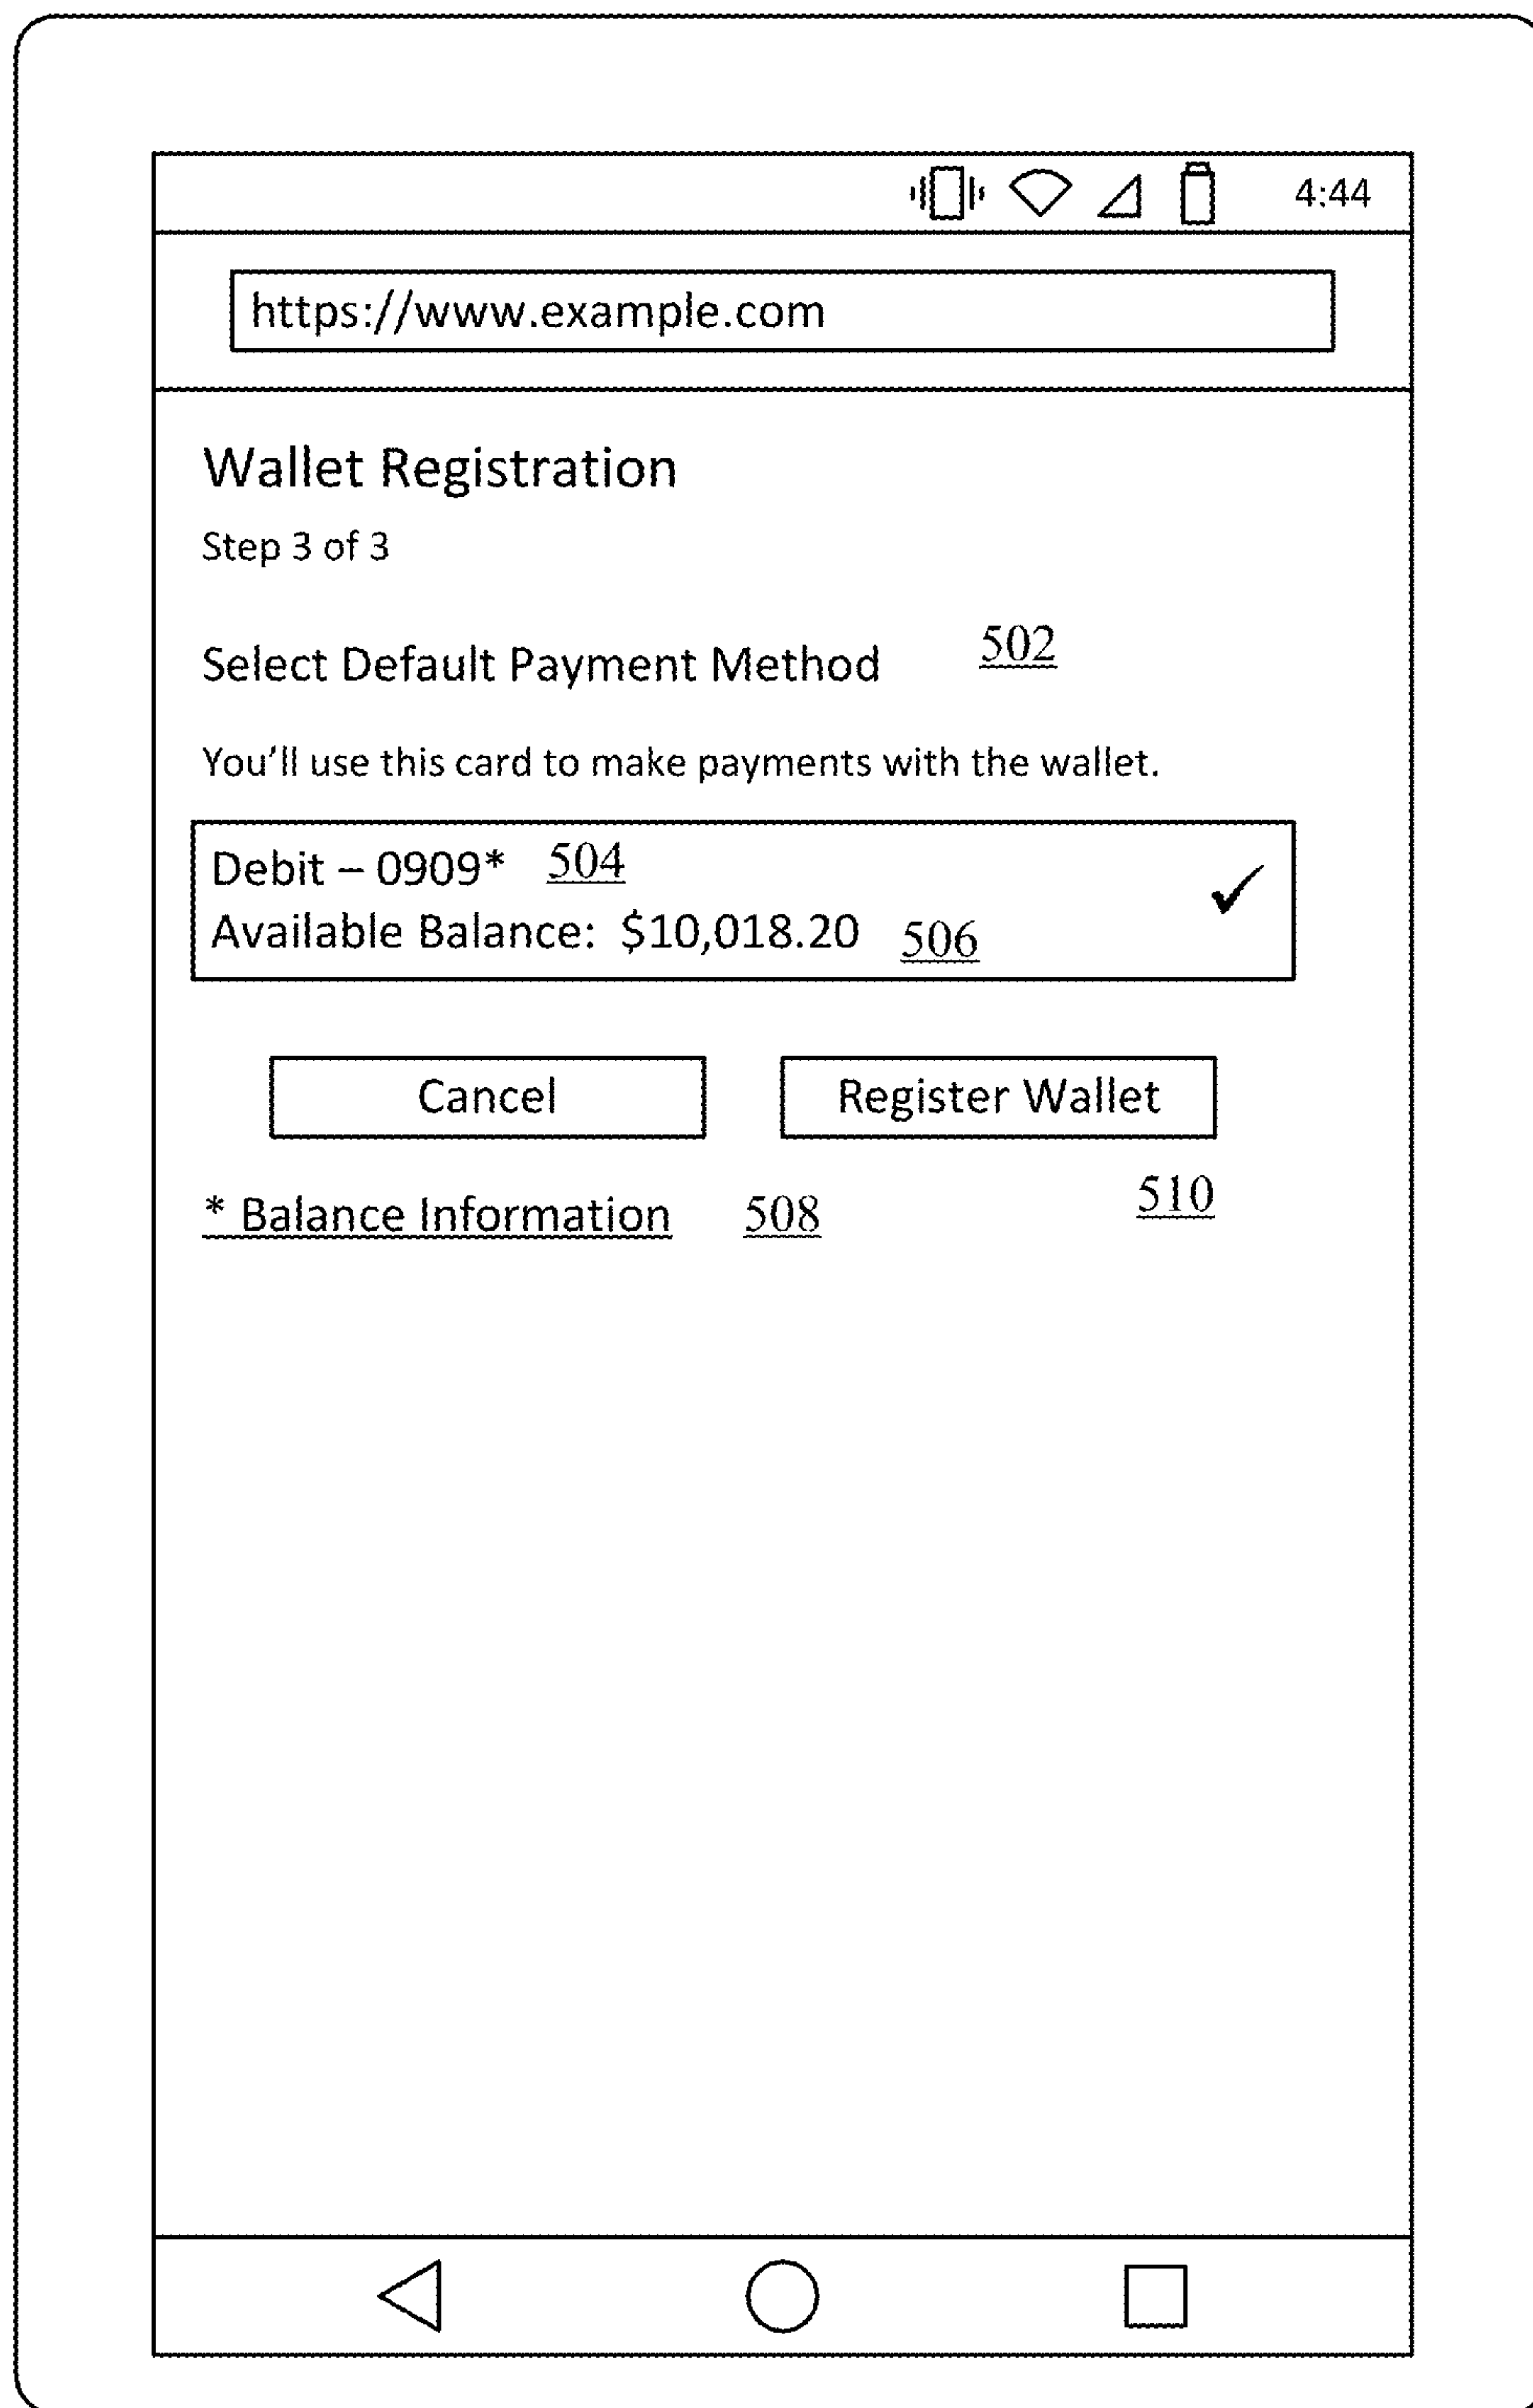 4:44
https://www.example.com
Wallet Registration
Step 3 of 3
Select Default Payment Method 502
You'll use this card to make payments with the wallet.
Debit – 0909* 504
Available Balance: $10,018.20 506
Cancel Register Wallet
* Balance Information 508 510